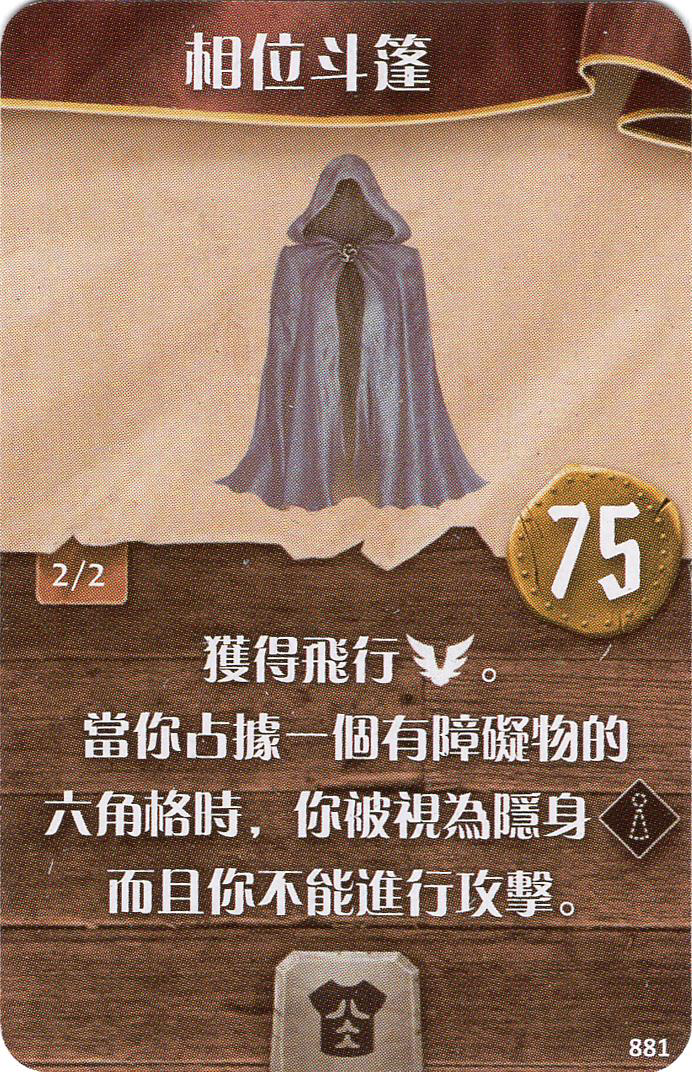 相位斗篷
75
2/2
獲得飛行。
當你占據一個有障礙物的
六角格時，你被視為隱身
而且你不能進行攻擊。
881